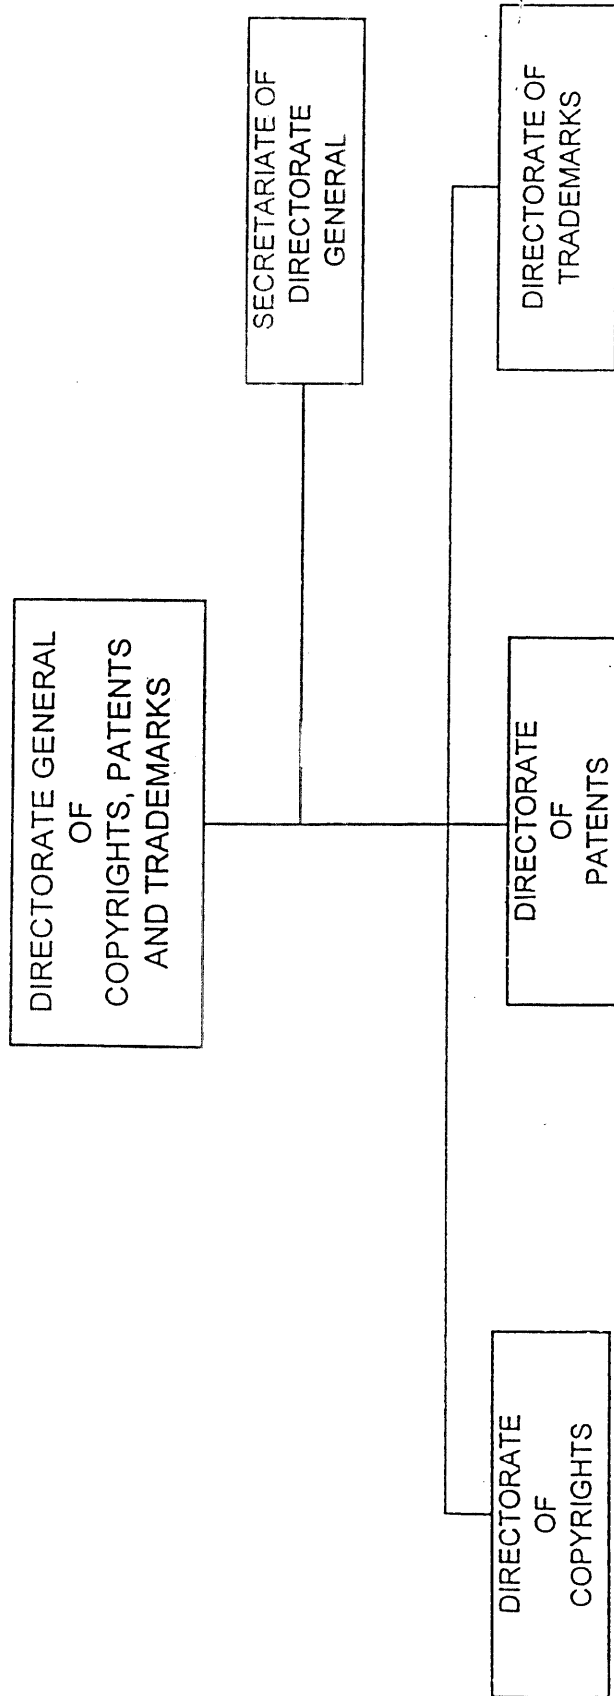 DIRECTORATE GENERAL
OF
COPYRIGHTS, PATENTS
AND TRADEMARKS
SECRETARIATE OF
DIRECTORATE
GENERAL
DIRECTORATE
OF
COPYRIGHTS
DIRECTORATE
OF
PATENTS
DIRECTORATE OF
TRADEMARKS